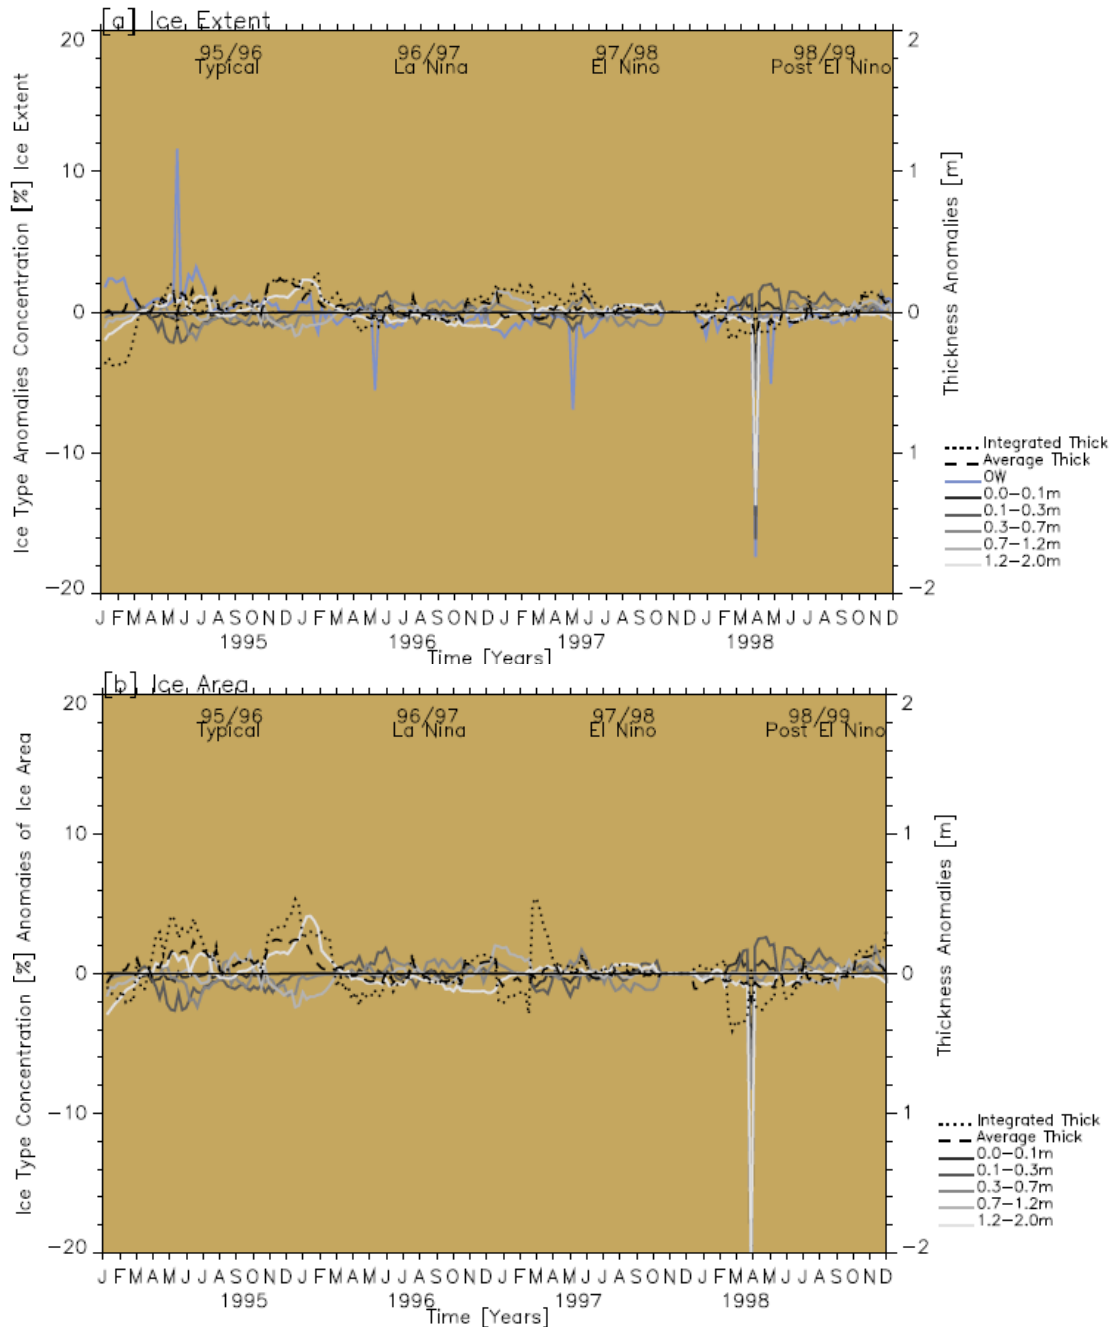 [a] Ice Extent
20
2
95/96
96/97
97/98
98/99
Typical
La Nina
El Nino
Post El Nino
10
1
0
0
-10
1
-20
-2
Ice Type Anomalies Concentration [%] Ice Extent
Thickness Anomalies [m]
Integrated Thick
Average Thick
OW
0.0-0.1m
0.1-0.3m
0.3-0.7m
0.7-1.2m
1.2-2.0m
J F M A M J J A S O N D J F M A M J J A S O N D J F M A M J J A S O N D J F M A M J J A S O N D
1995
1996
1997
1998
Time [Years]
[b] Ice Area
20
2
95/96
96/97
97/98
98/99
Typical
La Nina
El Nino
Post El Nino
10
1
0
0
-10
1
-20
-2
Ice Type Concentration [%] Anomaies of Ice Area
Thickness Anomalies [m]
Integrated Thick
Average Thick
0.0-0.1m
0.1-0.3m
0.3-0.7m
0.7-1.2m
1.2-2.0m
J F M A M J J A S O N D J F M A M J J A S O N D J F M A M J J A S O N D J F M A M J J A S O N D
1995
1996
1997
1998
Time [Years]